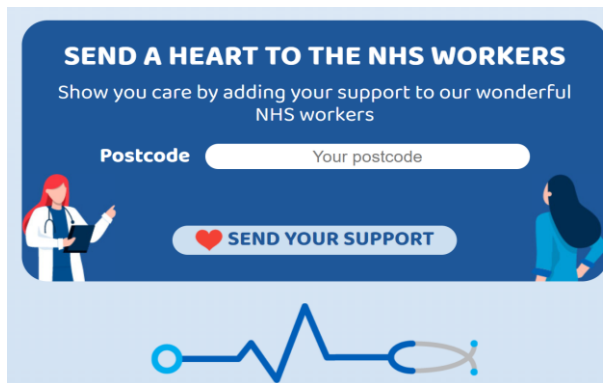 SEND A HEART TO THE NHS WORKERS
Show you care by adding your support to our wonderful
NHS workers
Postcode Your postcode
SEND YOUR SUPPORT